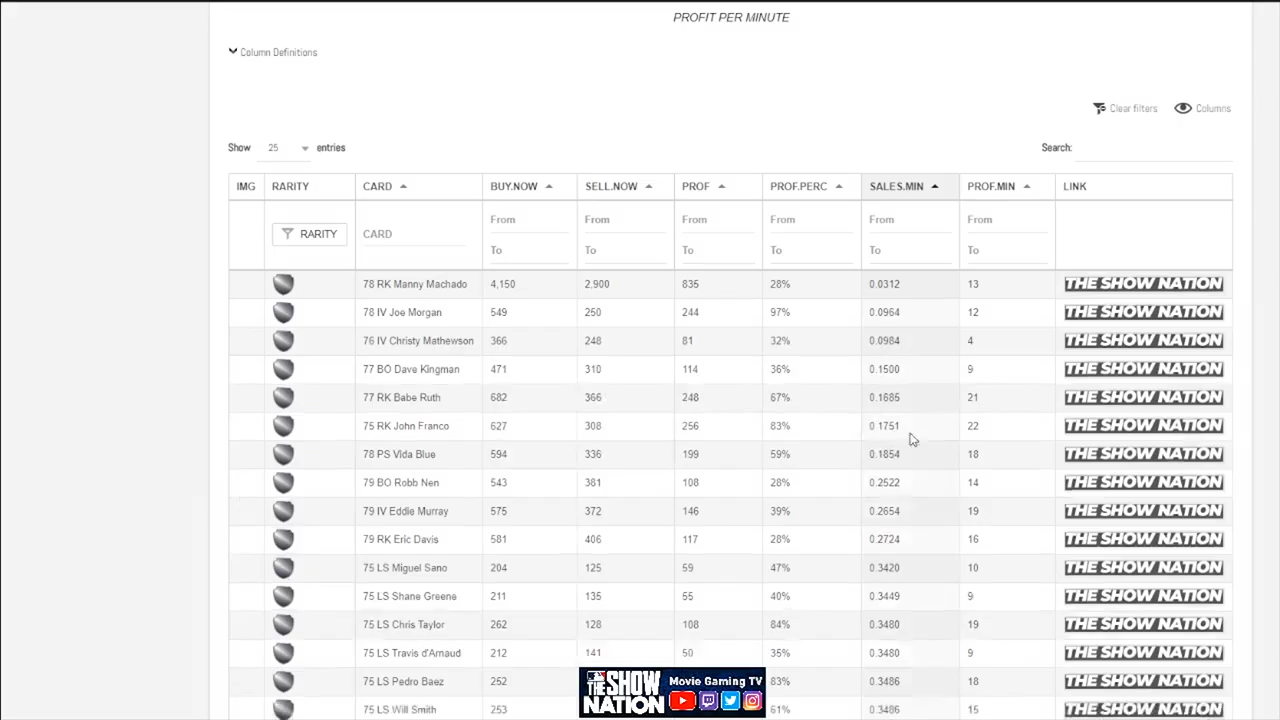 PROFIT PER MINUTE
Column Definitions
Clear filters Columns
Show 25 entries Search:
IMG RARITY CARD BUY.NOW SELL.NOW PROF PROF.PERC SALES.MIN PROF.MIN LINK
From From From From From From
RARITY CARD
To To To To To To
78 RK Manny Machado 4,150 2,900 835 28% 0.0312 13 THE SHOW NATION
78 IV Joe Morgan 549 250 244 97% 0.0964 12 THE SHOW NATION
76 IV Christy Mathewson 366 248 81 32% 0.0984 4 THE SHOW NATION
77 BO Dave Kingman 471 310 114 36% 0.1500 9 THE SHOW NATION
77 RK Babe Ruth 682 366 248 67% 0.1685 21 THE SHOW NATION
75 RK John Franco 627 308 256 83% 0.1751 22 THE SHOW NATION
78 PS Vida Blue 594 336 199 59% 0.1854 18 THE SHOW NATION
79 BO Robb Nen 543 381 108 28% 0.2522 14 THE SHOW NATION
79 IV Eddie Murray 575 372 146 39% 0.2654 19 THE SHOW NATION
79 RK Eric Davis 581 406 117 28% 0.2724 16 THE SHOW NATION
75 LS Miguel Sano 204 125 59 47% 0.3420 10 THE SHOW NATION
75 LS Shane Greene 211 135 55 40% 0.3449 9 THE SHOW NATION
75 LS Chris Taylor 262 128 108 84% 0.3480 19 THE SHOW NATION
75 LS Travis d'Arnaud 212 141 50 35% 0.3480 9 THE SHOW NATION
75 LS Pedro Baez 252 83% 0.3486 18 THE SHOW NATION
75 LS Will Smith 253 61% 0.3486 15 THE SHOW NATION
THE SHOW NATION
Movie Gaming TV